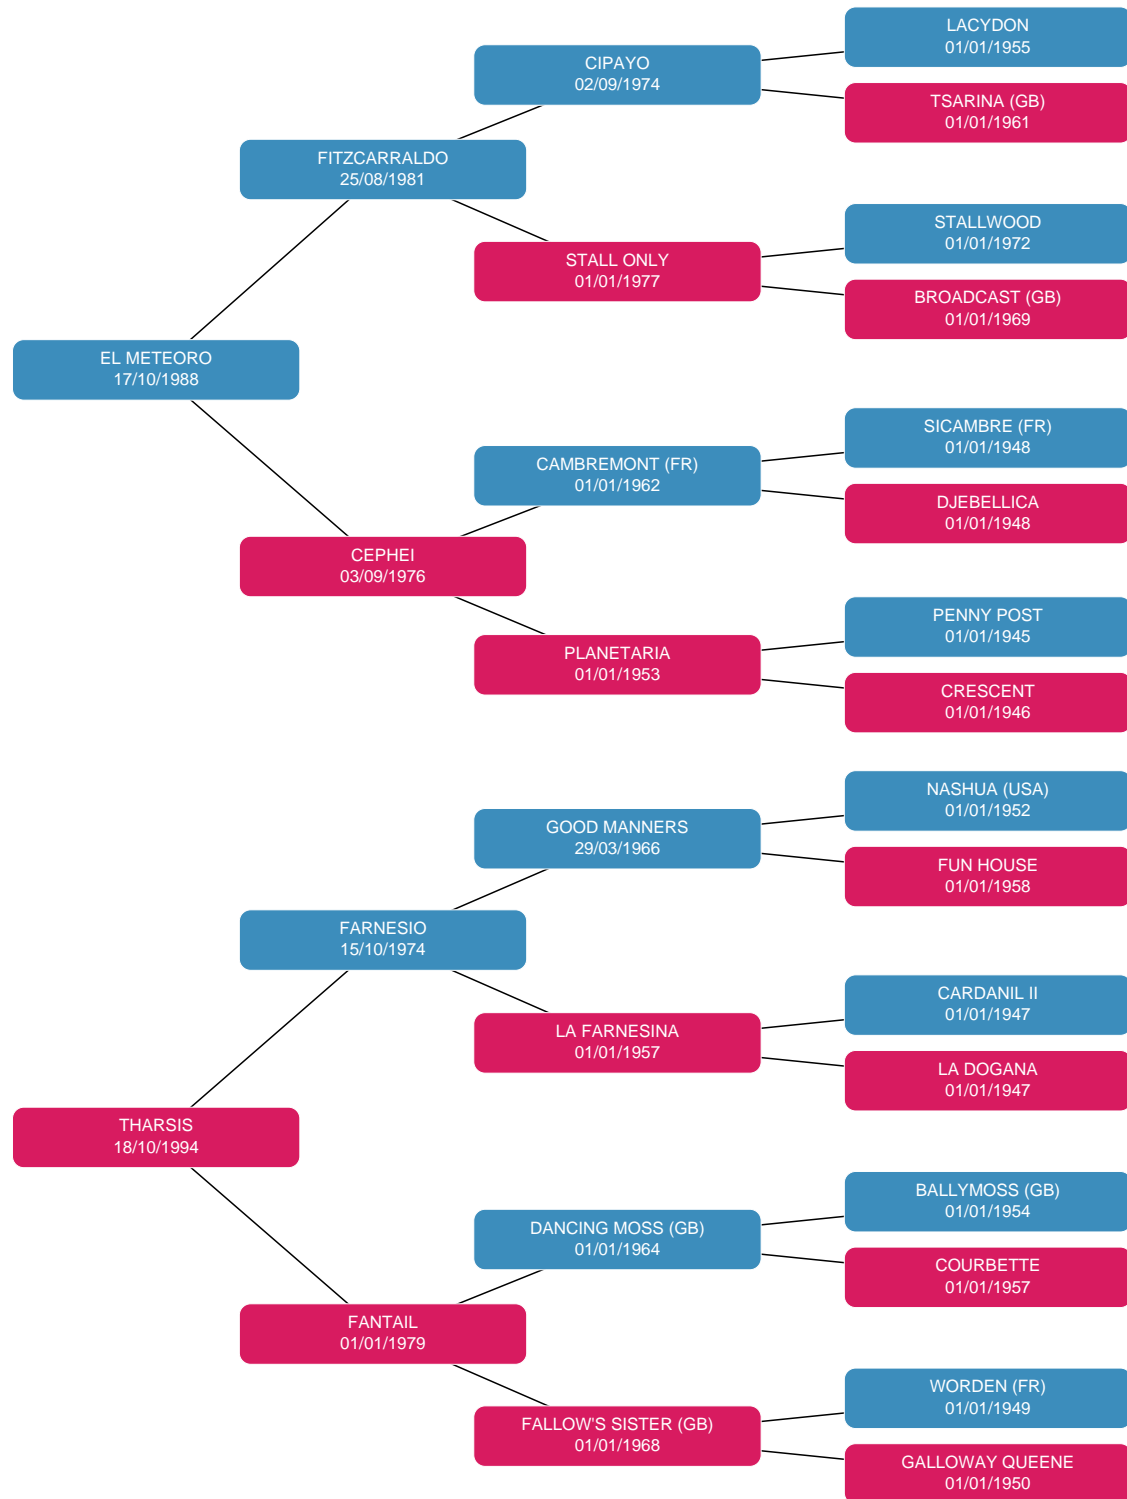 LACYDON
01/01/1955
CIPAYO
02/09/1974
TSARINA (GB)
01/01/1961
FITZCARRALDO
25/08/1981
STALLWOOD
01/01/1972
STALL ONLY
01/01/1977
BROADCAST (GB)
01/01/1969
EL METEORO
17/10/1988
SICAMBRE (FR)
01/01/1948
CAMBREMONT (FR)
01/01/1962
DJEBELLICA
01/01/1948
CEPHEI
03/09/1976
PENNY POST
01/01/1945
PLANETARIA
01/01/1953
CRESCENT
01/01/1946
NASHUA (USA)
01/01/1952
GOOD MANNERS
29/03/1966
FUN HOUSE
01/01/1958
FARNESIO
15/10/1974
CARDANIL II
01/01/1947
LA FARNESINA
01/01/1957
LA DOGANA
01/01/1947
THARSIS
18/10/1994
BALLYMOSS (GB)
01/01/1954
DANCING MOSS (GB)
01/01/1964
COURBETTE
01/01/1957
FANTAIL
01/01/1979
WORDEN (FR)
01/01/1949
FALLOW'S SISTER (GB)
01/01/1968
GALLOWAY QUEENE
01/01/1950